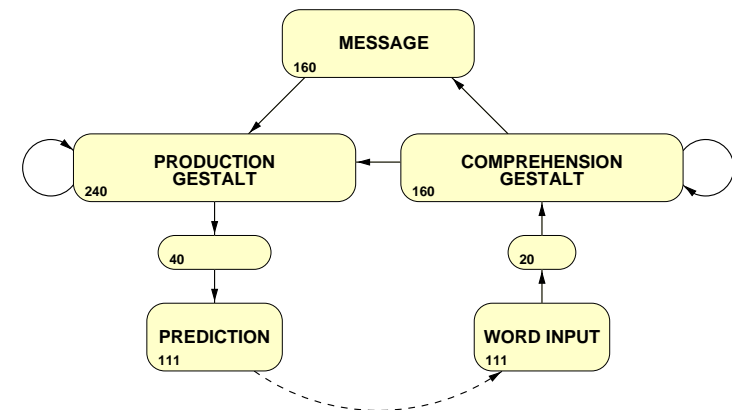 MESSAGE
160
PRODUCTION
GESTALT
240
COMPREHENSION
GESTALT
160
40
20
PREDICTION
111
WORD INPUT
111